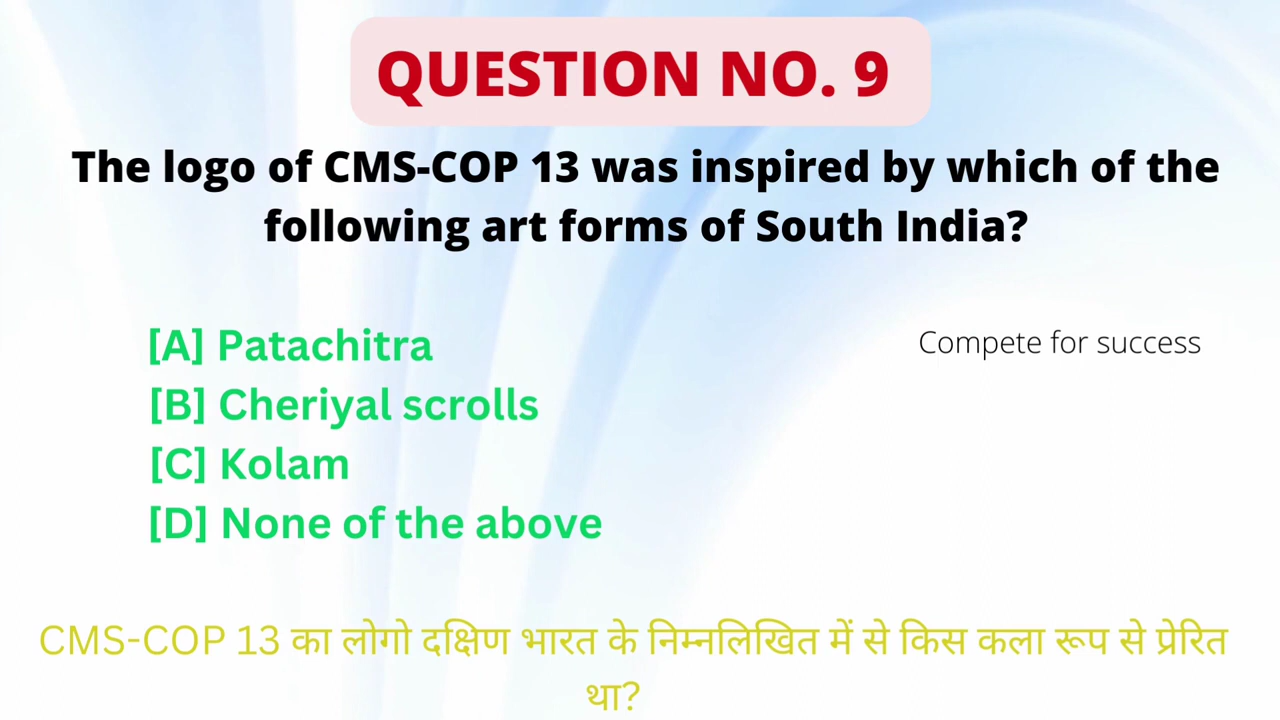 QUESTION NO. 9
The logo of CMS-COP 13 was inspired by which of the
following art forms of South India?
[A] Patachitra
[B] Cheriyal scrolls
[C] Kolam
[D] None of the above
Compete for success
CMS-COP 13 का लोगो दक्षिण भारत के निम्नलिखित में से किस कला रूप से प्रेरित
था?